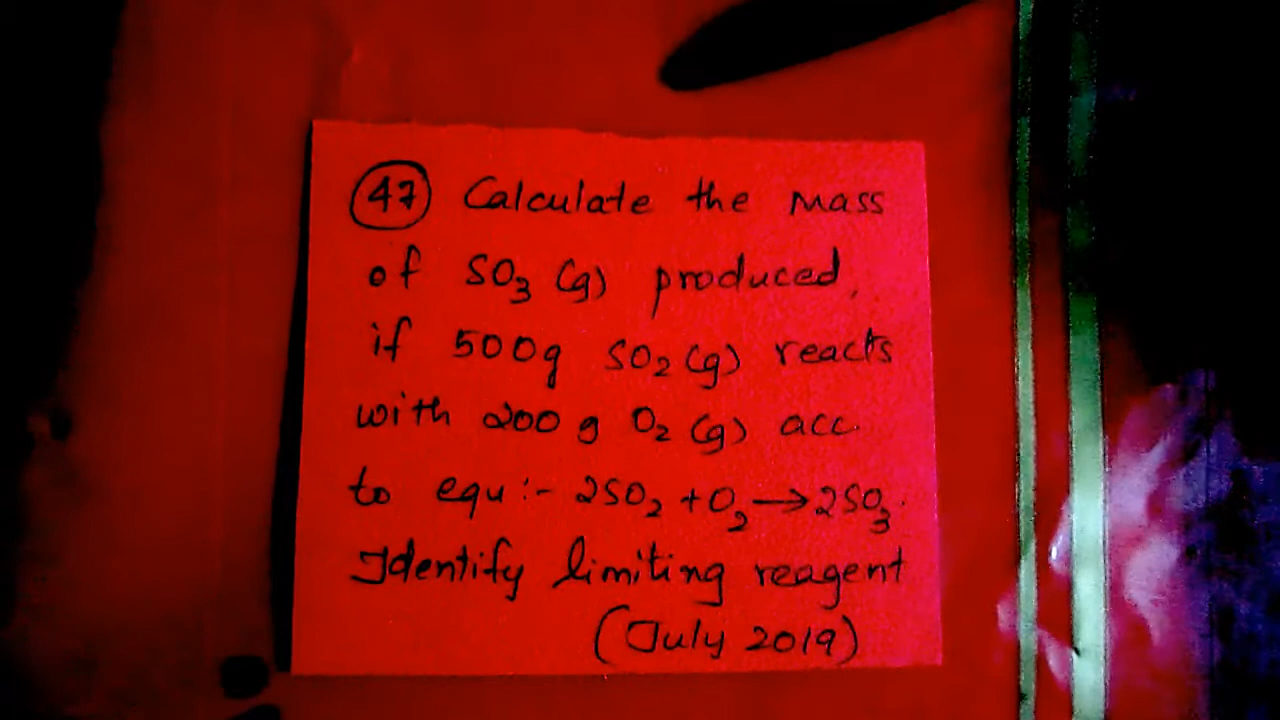 47 Calculate the Mass
of SO₃ (g) produced,
if 500g SO₂ (g) reacts
with 200 g O₂ (g) acc
to equ :- 2SO₂ + O₂ → 2SO₃.
Identify limiting reagent
(July 2019)